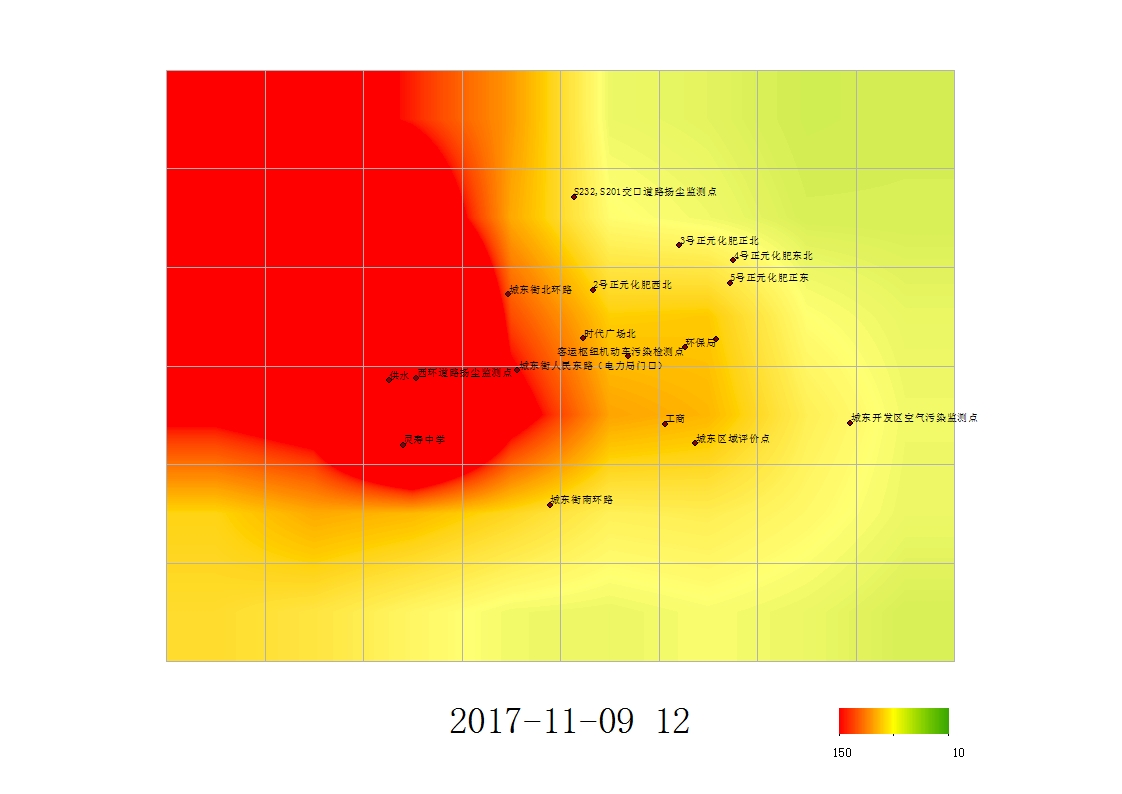 S232,S201交口道路扬尘监测点
3号正元化肥正北
4号正元化肥东北
5号正元化肥正东
2号正元化肥西北
城东街北环路
时代广场北
环保局
客运枢纽机动车污染检测点
城东街人民东路（电力局门口）
西环道路扬尘监测点
供水
工商
城东开发区空气污染监测点
城东区域评价点
灵寿中学
城东街南环路
2017-11-09 12
150
10